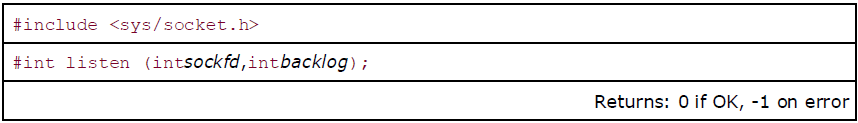 #include <sys/socket.h>
#int listen (intsockfd,intbacklog);
Returns: 0 if OK, -1 on error